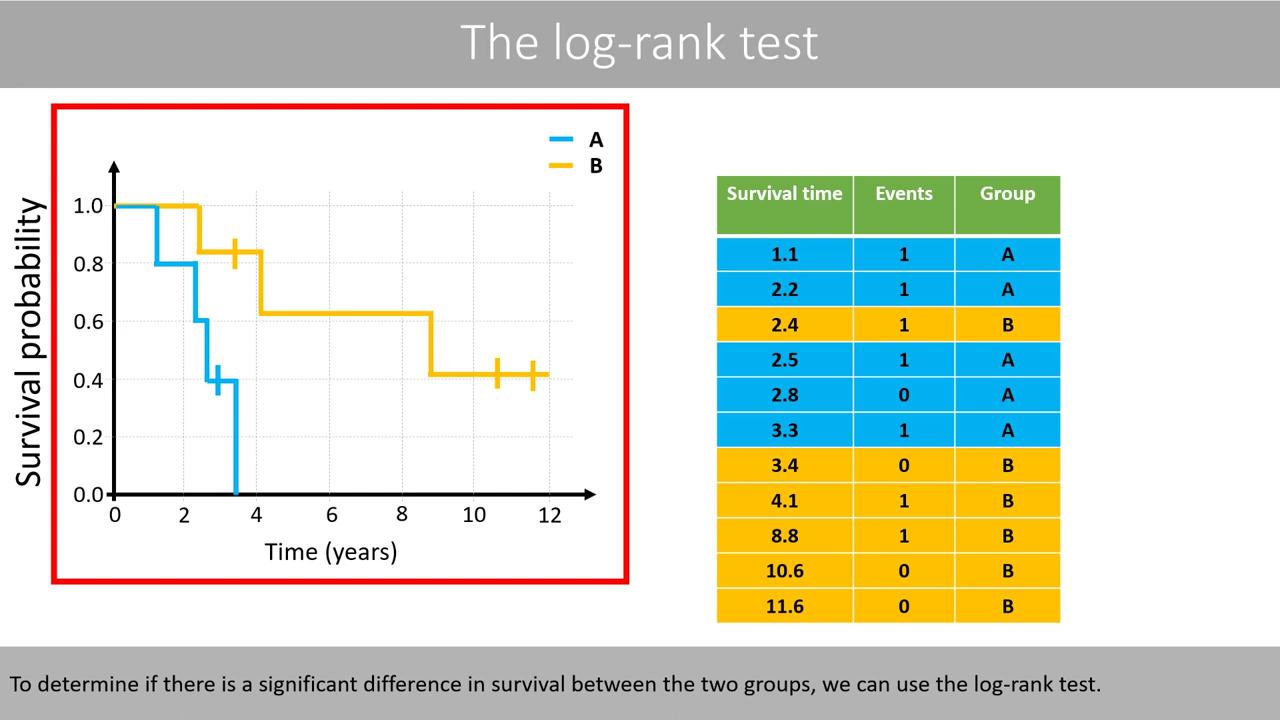 The log-rank test
A
B
Survival probability
1.0
0.8
0.6
0.4
0.2
0.0
0 2 4 6 8 10 12
Time (years)
Survival time Events Group
1.1 1 A
2.2 1 A
2.4 1 B
2.5 1 A
2.8 0 A
3.3 1 A
3.4 0 B
4.1 1 B
8.8 1 B
10.6 0 B
11.6 0 B
To determine if there is a significant difference in survival between the two groups, we can use the log-rank test.